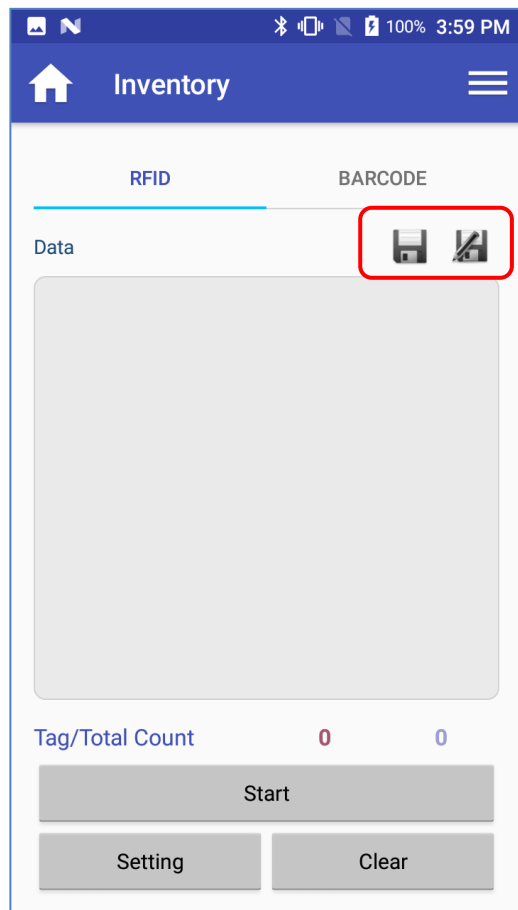 100% 3:59 PM
Inventory
RFID BARCODE
Data
Tag/Total Count 0 0
Start
Setting Clear